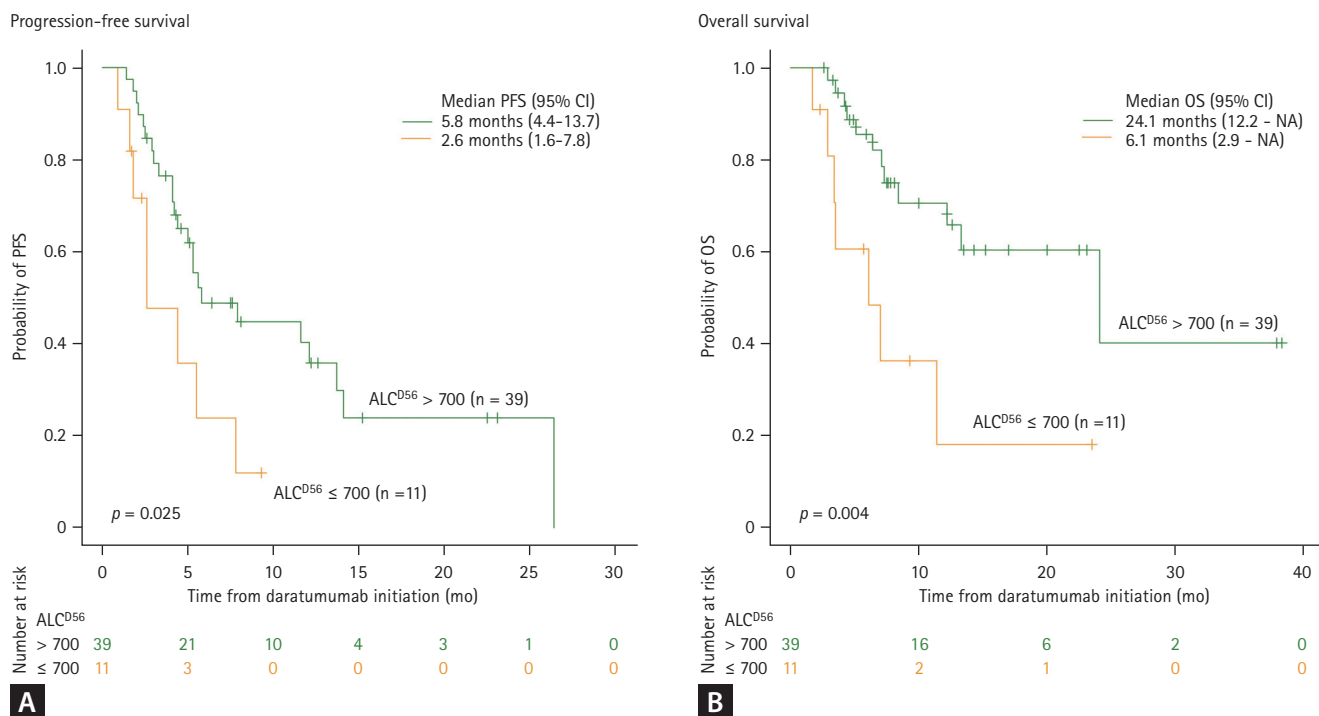 Progression-free survival
1.0
0.8
0.6
0.4
0.2
0
Probability of PFS
Median PFS (95% CI)
5.8 months (4.4-13.7)
2.6 months (1.6-7.8)
ALC^D56 > 700 (n = 39)
ALC^D56 ≤ 700 (n =11)
p = 0.025
0 5 10 15 20 25 30
Time from daratumumab initiation (mo)
Number at risk
ALC^D56
> 700 39 21 10 4 3 1 0
≤ 700 11 3 0 0 0 0 0
A
Overall survival
1.0
0.8
0.6
0.4
0.2
0
Probability of OS
Median OS (95% CI)
24.1 months (12.2 - NA)
6.1 months (2.9 - NA)
ALC^D56 > 700 (n = 39)
ALC^D56 ≤ 700 (n =11)
p = 0.004
0 10 20 30 40
Time from daratumumab initiation (mo)
Number at risk
ALC^D56
> 700 39 16 6 2 0
≤ 700 11 2 1 0 0
B